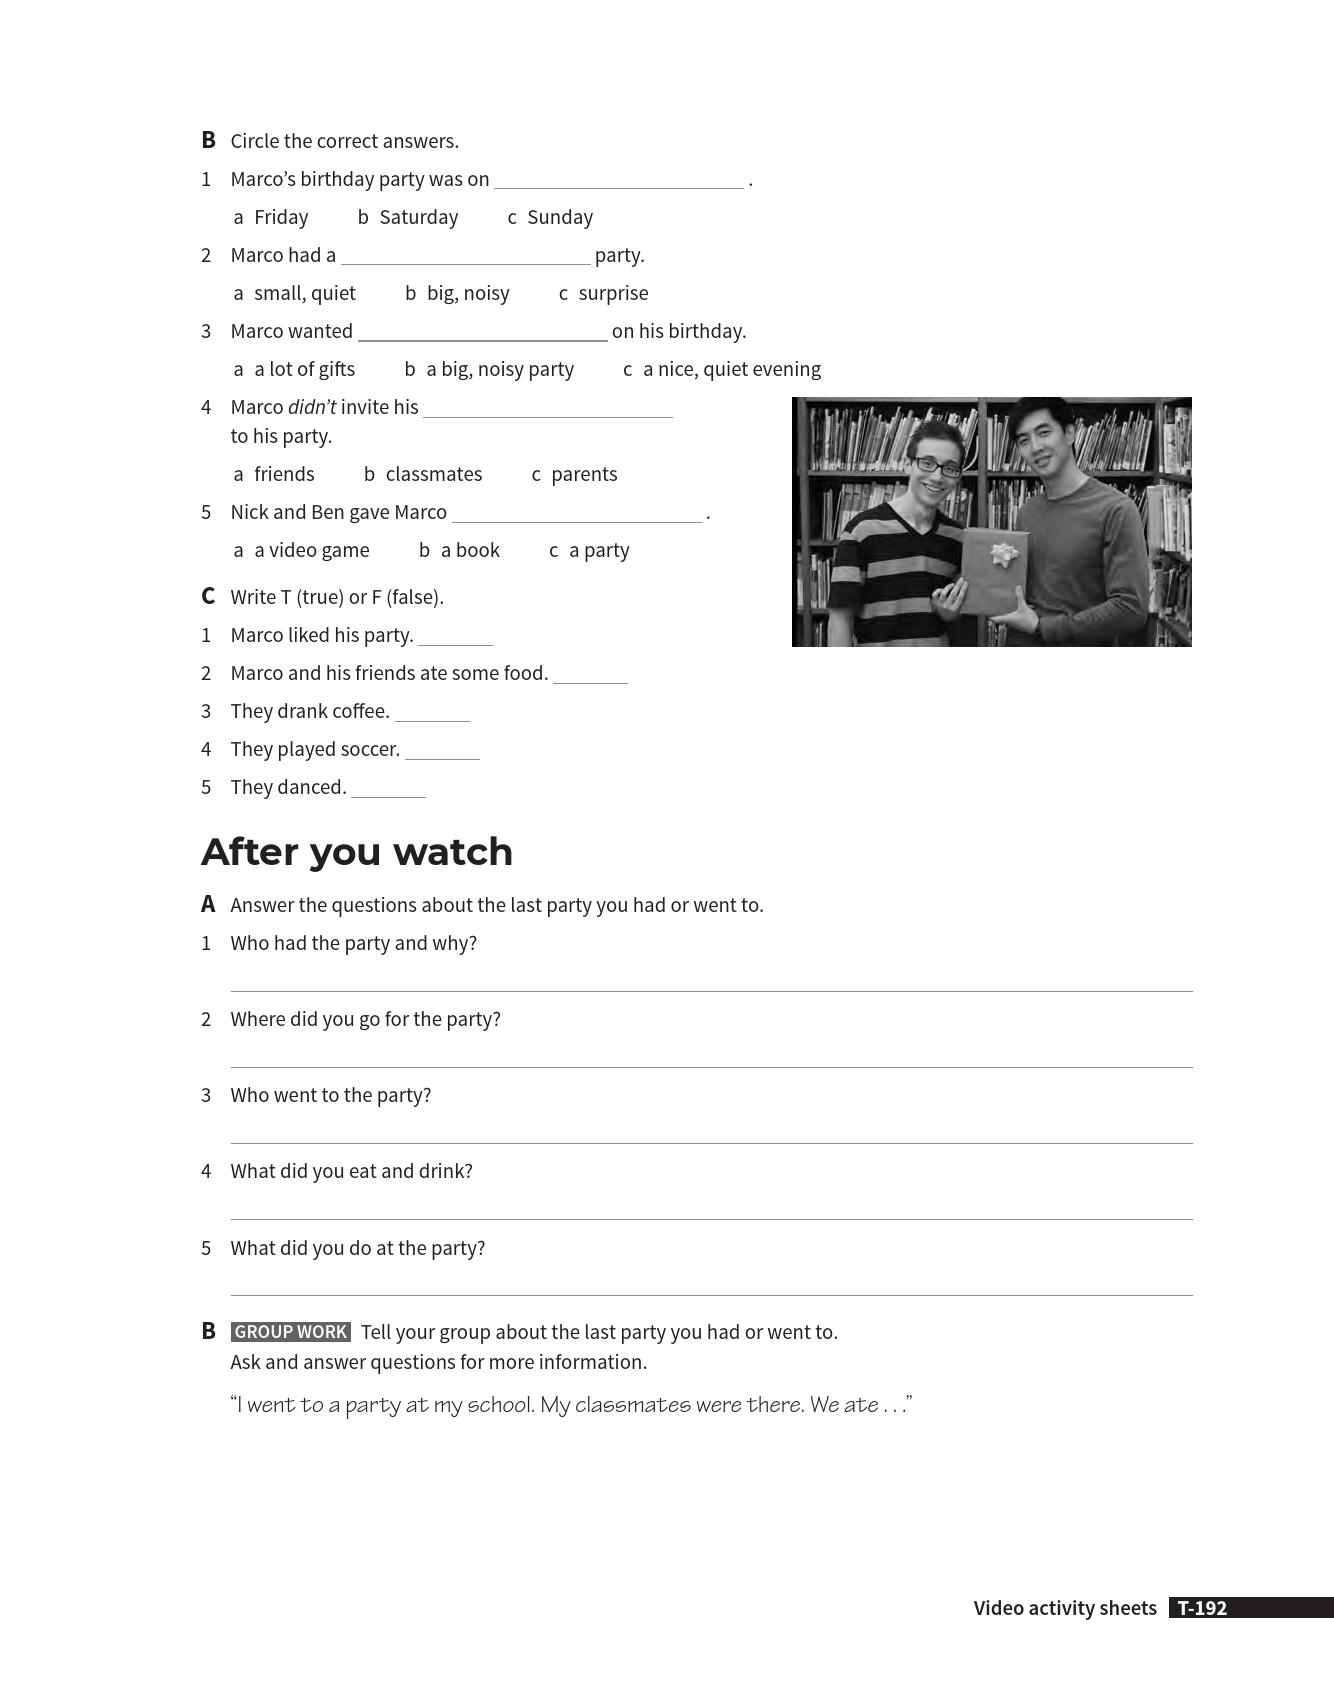 B Circle the correct answers.
1 Marco's birthday party was on ______ .
a Friday b Saturday c Sunday
2 Marco had a ______ party.
a small, quiet b big, noisy c surprise
3 Marco wanted ______ on his birthday.
a a lot of gifts b a big, noisy party c a nice, quiet evening
4 Marco didn't invite his ______
to his party.
a friends b classmates c parents
5 Nick and Ben gave Marco ______ .
a a video game b a book c a party
C Write T (true) or F (false).
1 Marco liked his party. ______
2 Marco and his friends ate some food. ______
3 They drank coffee. ______
4 They played soccer. ______
5 They danced. ______
After you watch
A Answer the questions about the last party you had or went to.
1 Who had the party and why?
2 Where did you go for the party?
3 Who went to the party?
4 What did you eat and drink?
5 What did you do at the party?
B GROUP WORK Tell your group about the last party you had or went to.
Ask and answer questions for more information.
“I went to a party at my school. My classmates were there. We ate . . .”
Video activity sheets T-192